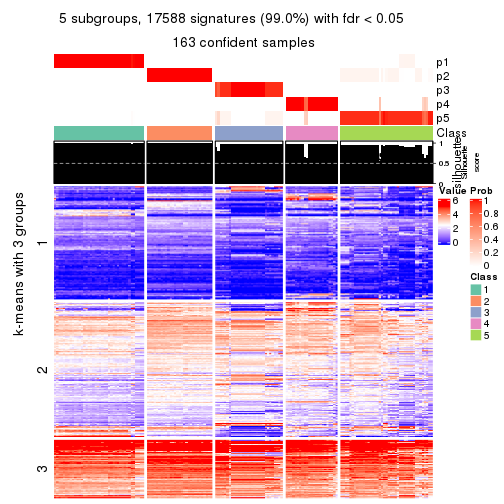 5 subgroups, 17588 signatures (99.0%) with fdr < 0.05
163 confident samples
p1
p2
p3
p4
p5
Class
1
0.5
0
silhouette
Silhouette
score
k-means with 3 groups
1
2
3
Value
6
4
2
0
Prob
1
0.8
0.6
0.4
0.2
0
Class
1
2
3
4
5